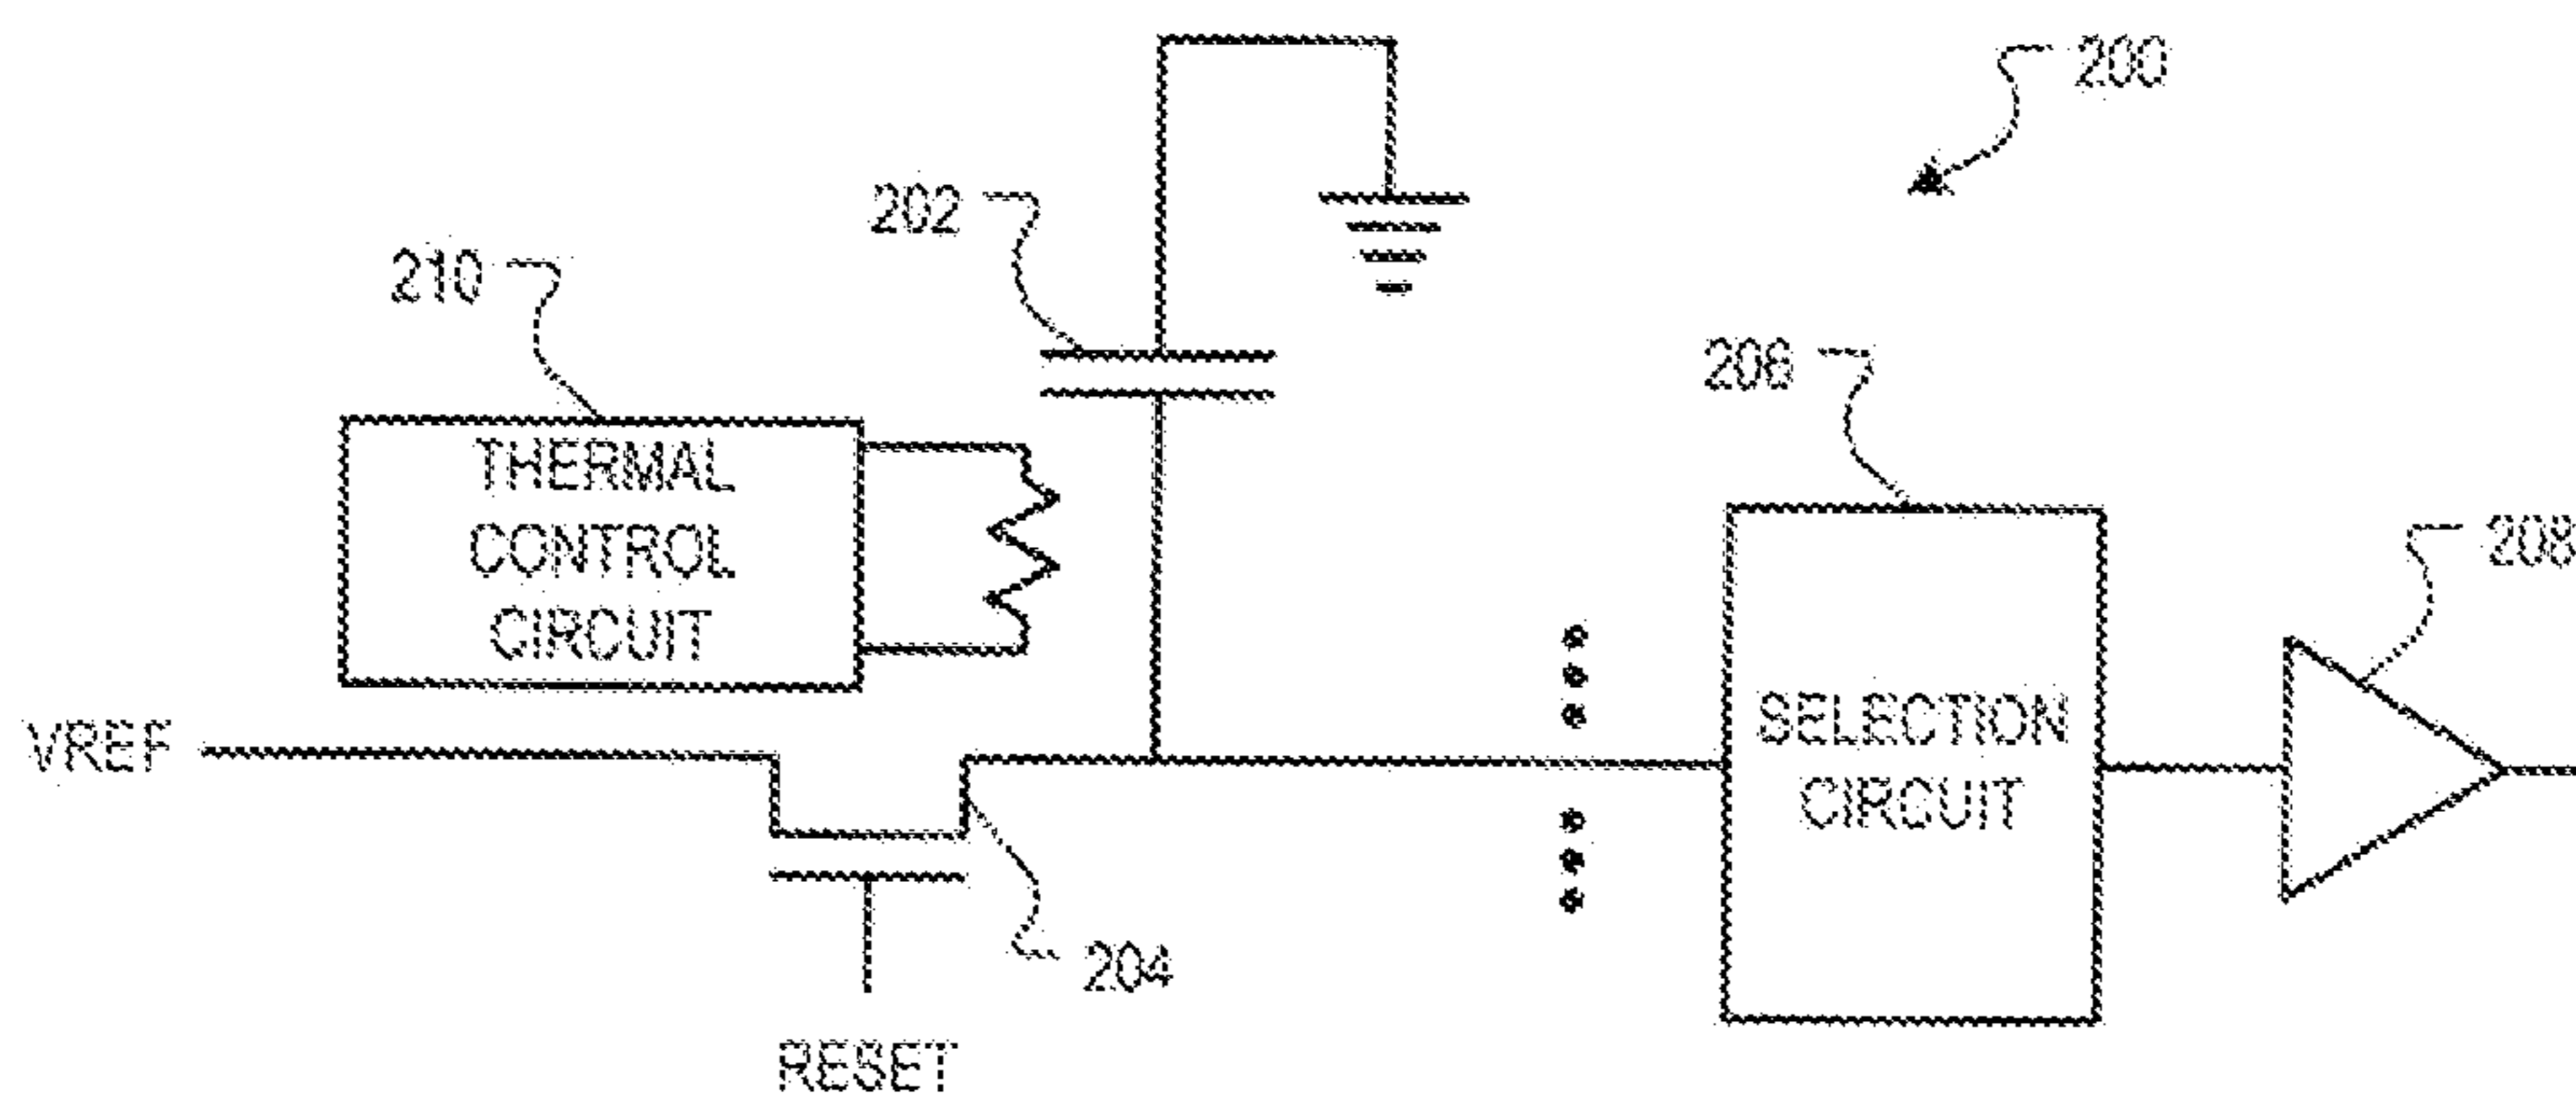 200
202
210
206
THERMAL
CONTROL
CIRCUIT
208
VREF
SELECTION
CIRCUIT
204
RESET